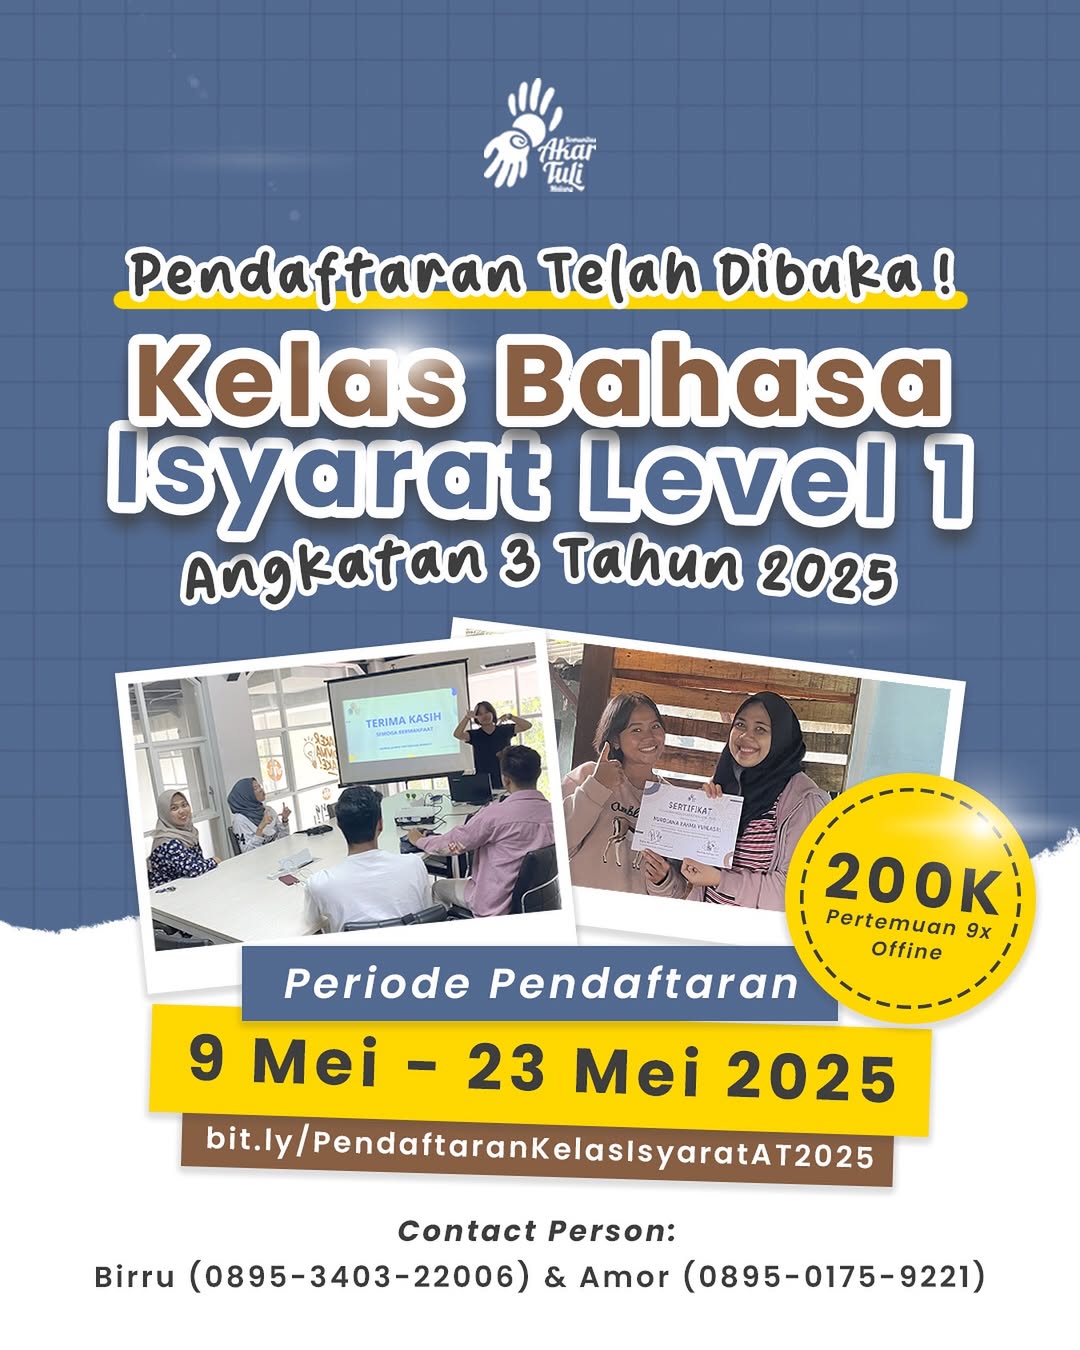 Komunitas
Akar
Tuli
Malang
Pendaftaran Telah Dibuka !
Kelas Bahasa
Isyarat Level 1
Angkatan 3 Tahun 2025
TERIMA KASIH
SEMOGA BERMANFAAT
SERTIFIKAT
200K
Pertemuan 9x
Offine
Periode Pendaftaran
9 Mei - 23 Mei 2025
bit.ly/PendaftaranKelasIsyaratAT2025
Contact Person:
Birru (0895-3403-22006) & Amor (0895-0175-9221)